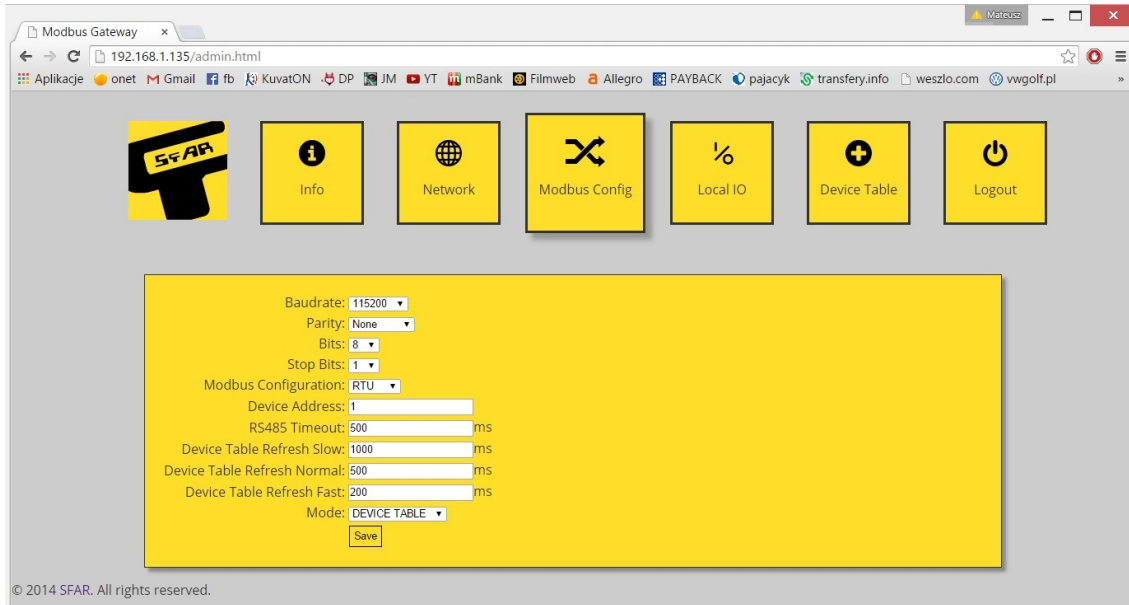 Mateusz
Modbus Gateway
192.168.1.135/admin.html
Aplikacje onet Gmail fb KuvatON DP JM YT mBank Filmweb Allegro PAYBACK pajacyk transfery.info weszlo.com vwgolf.pl »
SFAR
Info Network Modbus Config Local IO Device Table Logout
Baudrate: 115200
Parity: None
Bits: 8
Stop Bits: 1
Modbus Configuration: RTU
Device Address: 1
RS485 Timeout: 500 ms
Device Table Refresh Slow: 1000 ms
Device Table Refresh Normal: 500 ms
Device Table Refresh Fast: 200 ms
Mode: DEVICE TABLE
Save
© 2014 SFAR. All rights reserved.